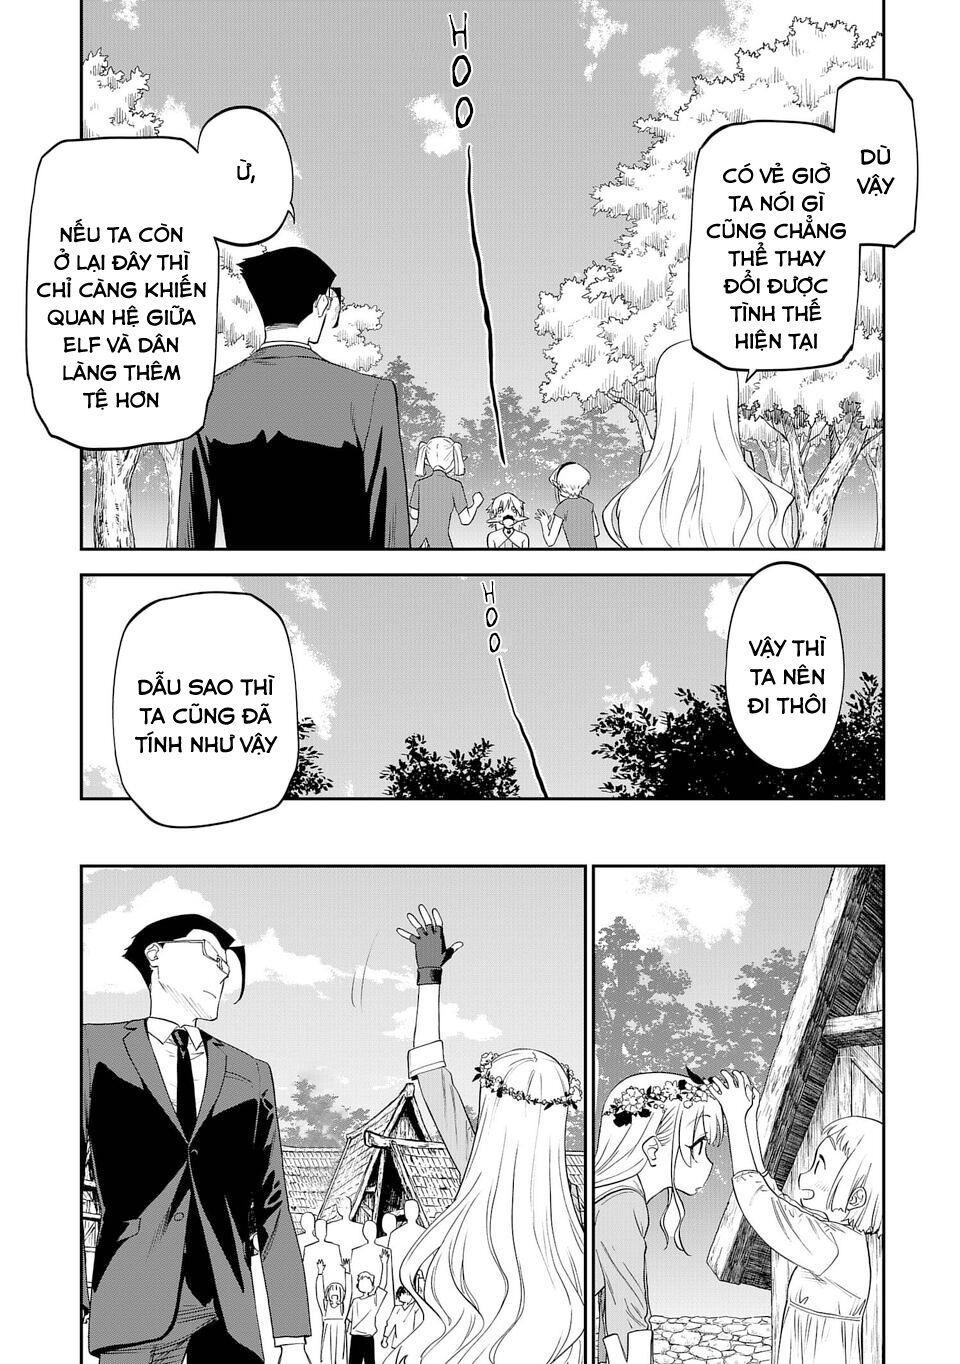 HOO
DÙ
VẬY
CÓ VẺ GIỜ
TA NÓI GÌ
CŨNG CHẲNG
THỂ THAY
ĐỔI ĐƯỢC
TÌNH THẾ
HIỆN TẠI
Ừ,
NẾU TA CÒN
Ở LẠI ĐÂY THÌ
CHỈ CÀNG KHIẾN
QUAN HỆ GIỮA
ELF VÀ DÂN
LÀNG THÊM
TỆ HƠN
HOO
VẬY THÌ
TA NÊN
ĐI THÔI
DẪU SAO THÌ
TA CŨNG ĐÃ
TÍNH NHƯ VẬY